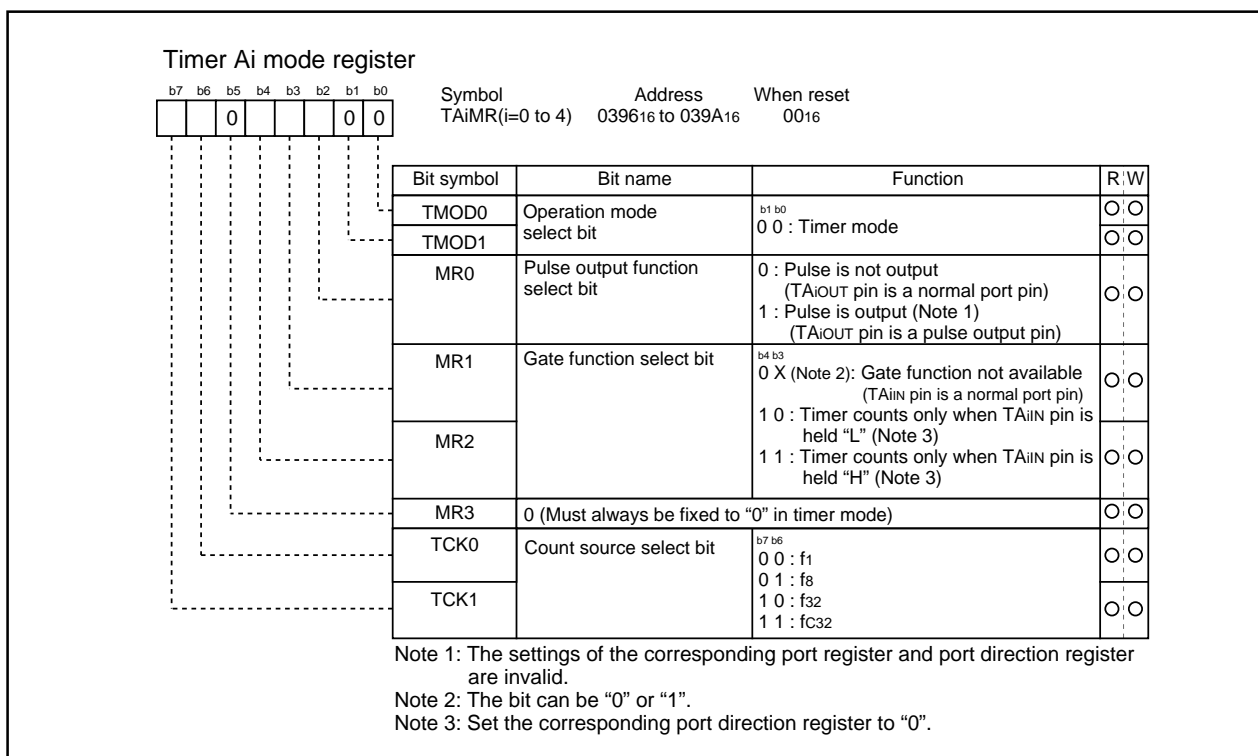 Timer Ai mode register
b7 b6 b5 b4 b3 b2 b1 b0
0 0 0
Symbol Address When reset
TAiMR(i=0 to 4) 039616 to 039A16 0016
Bit symbol Bit name Function R W
TMOD0 Operation mode select bit b1 b0
TMOD1 0 0 : Timer mode
MR0 Pulse output function select bit
0 : Pulse is not output
(TAiOUT pin is a normal port pin)
1 : Pulse is output (Note 1)
(TAiOUT pin is a pulse output pin)
MR1 Gate function select bit
b4 b3
0 X (Note 2): Gate function not available
(TAiIN pin is a normal port pin)
1 0 : Timer counts only when TAiIN pin is
held “L” (Note 3)
MR2
1 1 : Timer counts only when TAiIN pin is
held “H” (Note 3)
MR3 0 (Must always be fixed to “0” in timer mode)
TCK0 Count source select bit
b7 b6
0 0 : f1
0 1 : f8
TCK1
1 0 : f32
1 1 : fC32
Note 1: The settings of the corresponding port register and port direction register
are invalid.
Note 2: The bit can be “0” or “1”.
Note 3: Set the corresponding port direction register to “0”.